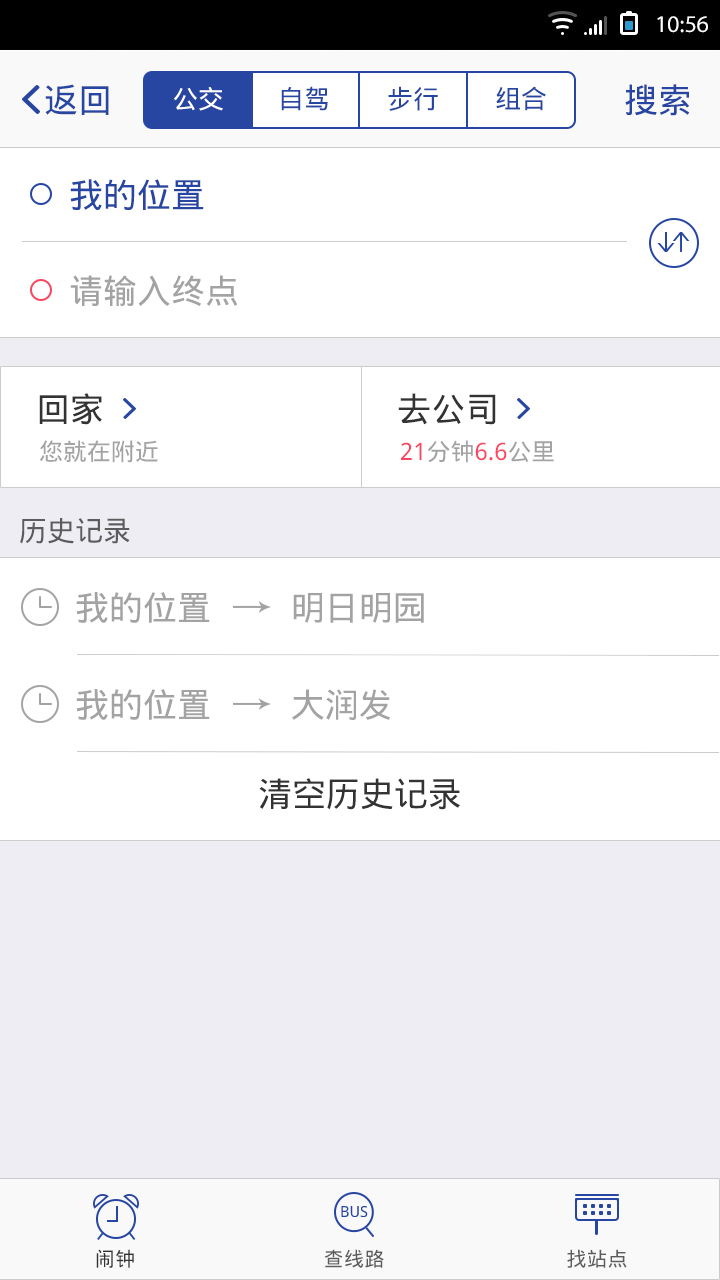 10:56
返回 公交 自驾 步行 组合 搜索
我的位置
请输入终点
回家 去公司
您就在附近 21分钟6.6公里
历史记录
我的位置 → 明日明园
我的位置 → 大润发
清空历史记录
BUS
闹钟 查线路 找站点